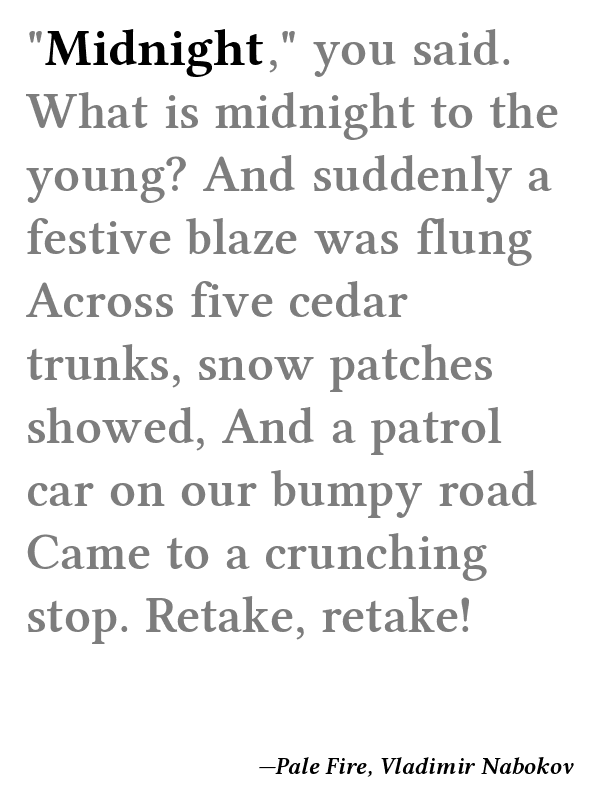 "Midnight," you said.
What is midnight to the
young? And suddenly a
festive blaze was flung
Across five cedar
trunks, snow patches
showed, And a patrol
car on our bumpy road
Came to a crunching
stop. Retake, retake!
—Pale Fire, Vladimir Nabokov